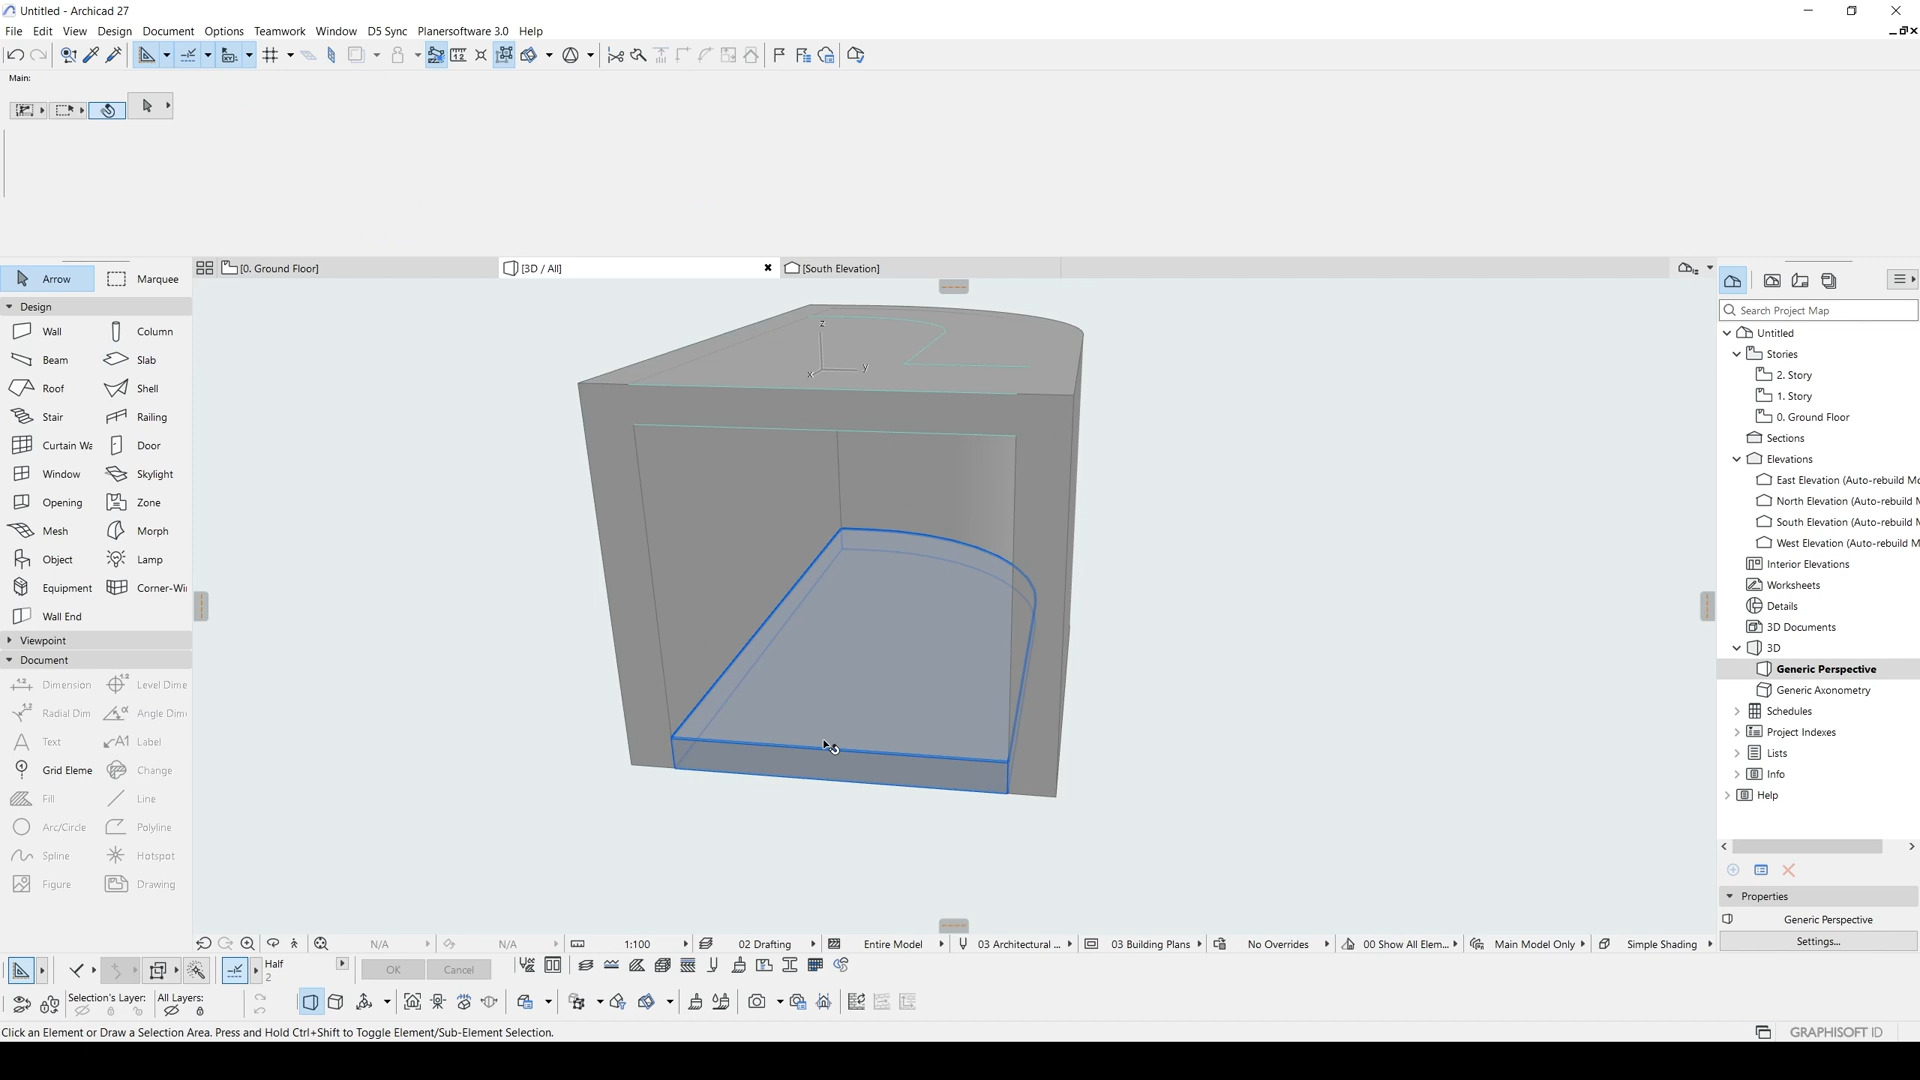 Untitled - Archicad 27
File Edit View Design Document Options Teamwork Window D5 Sync Planersoftware 3.0 Help
Main:
[0. Ground Floor] [3D / All] [South Elevation]
Arrow Marquee
Design
Wall Column
Beam Slab
Roof Shell
Stair Railing
Curtain Wa Door
Window Skylight
Opening Zone
Mesh Morph
Object Lamp
Equipment Corner-Wi
Wall End
Viewpoint
Document
Dimension Level Dime
Radial Dim Angle Dim
Text Label
Grid Eleme Change
Fill Line
Arc/Circle Polyline
Spline Hotspot
Figure Drawing
z
x y
Search Project Map
Untitled
Stories
2. Story
1. Story
0. Ground Floor
Sections
Elevations
East Elevation (Auto-rebuild Mo
North Elevation (Auto-rebuild
South Elevation (Auto-rebuild M
West Elevation (Auto-rebuild M
Interior Elevations
Worksheets
Details
3D Documents
3D
Generic Perspective
Generic Axonometry
Schedules
Project Indexes
Lists
Info
Help
Properties
Generic Perspective
Settings...
N/A N/A 1:100 02 Drafting Entire Model 03 Architectural ... 03 Building Plans No Overrides 00 Show All Elem... Main Model Only Simple Shading
Half
2
OK Cancel
Selection's Layer: All Layers:
Click an Element or Draw a Selection Area. Press and Hold Ctrl+Shift to Toggle Element/Sub-Element Selection.
GRAPHISOFT ID